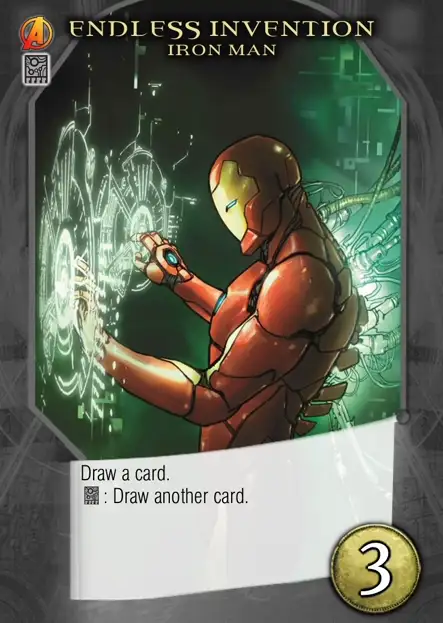 ENDLESS INVENTION
IRON MAN
Draw a card.
: Draw another card.
3